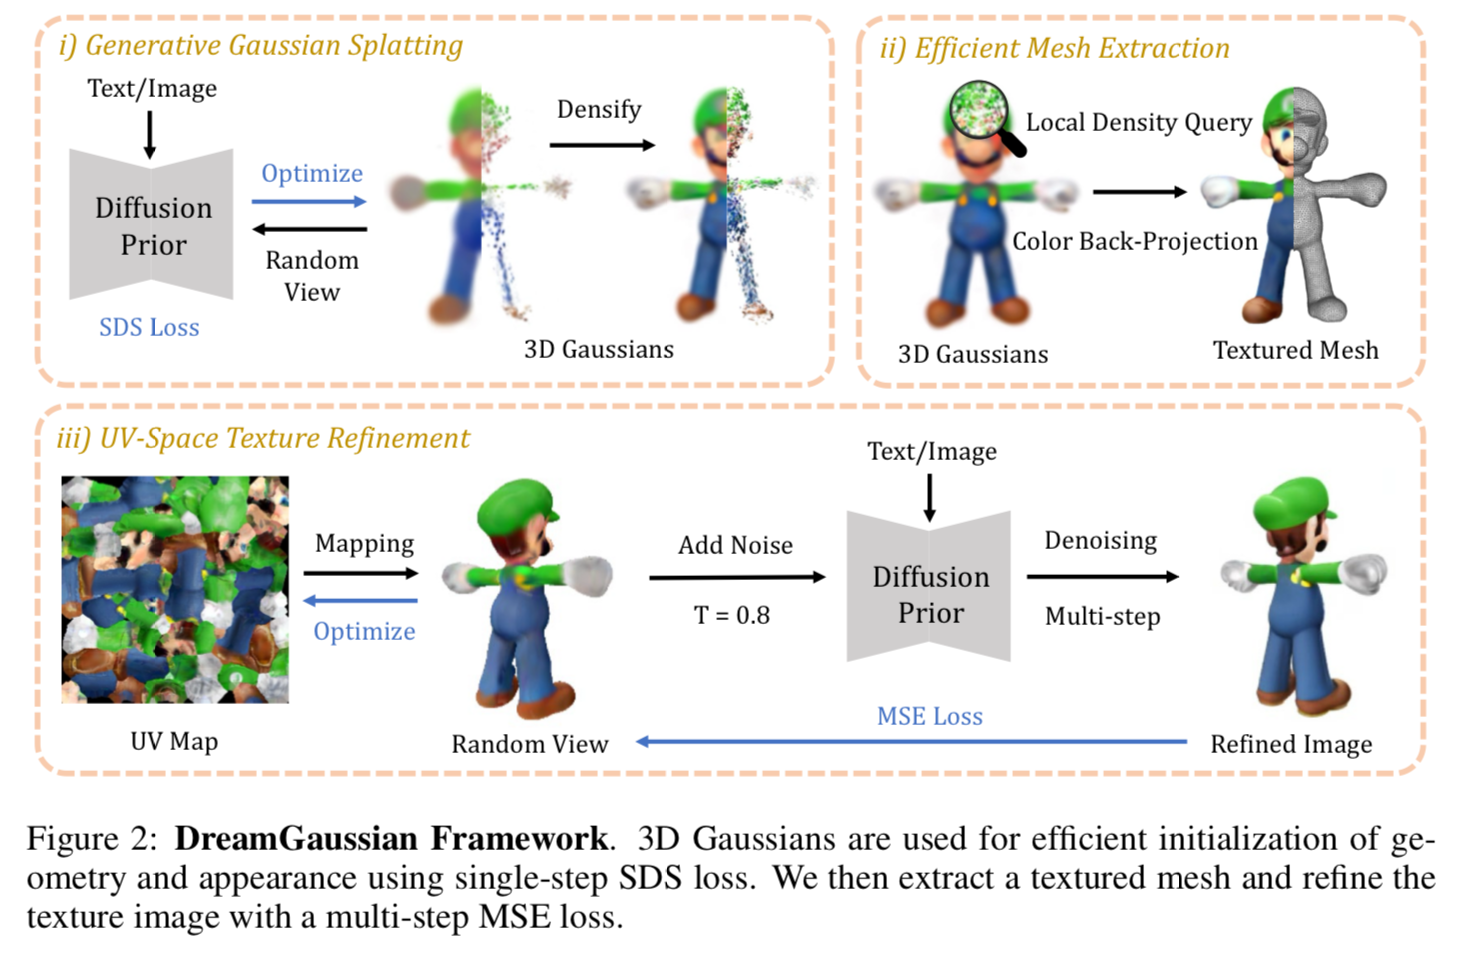 i) Generative Gaussian Splatting
Text/Image
Diffusion
Prior
SDS Loss
Optimize
Random
View
Densify
3D Gaussians
ii) Efficient Mesh Extraction
Local Density Query
Color Back-Projection
3D Gaussians
Textured Mesh
iii) UV-Space Texture Refinement
UV Map
Mapping
Optimize
Random View
Add Noise
T = 0.8
Text/Image
Diffusion
Prior
MSE Loss
Denoising
Multi-step
Refined Image
Figure 2: DreamGaussian Framework. 3D Gaussians are used for efficient initialization of ge-
ometry and appearance using single-step SDS loss. We then extract a textured mesh and refine the
texture image with a multi-step MSE loss.